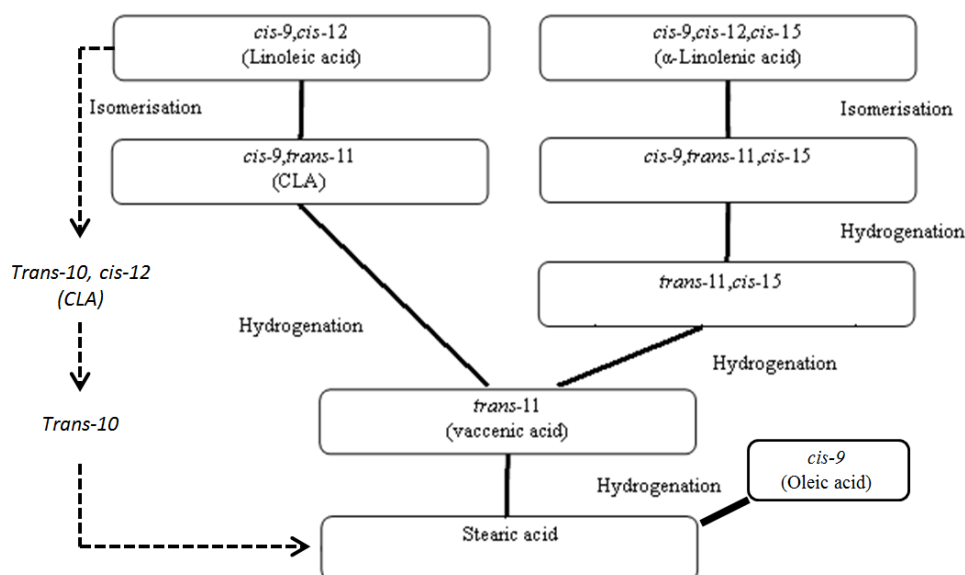 cis-9,cis-12
(Linoleic acid)
cis-9,cis-12,cis-15
(α-Linolenic acid)
Isomerisation
Isomerisation
cis-9,trans-11
(CLA)
cis-9,trans-11,cis-15
Hydrogenation
Trans-10, cis-12
(CLA)
trans-11,cis-15
Hydrogenation
Hydrogenation
Trans-10
trans-11
(vaccenic acid)
cis-9
(Oleic acid)
Hydrogenation
Stearic acid